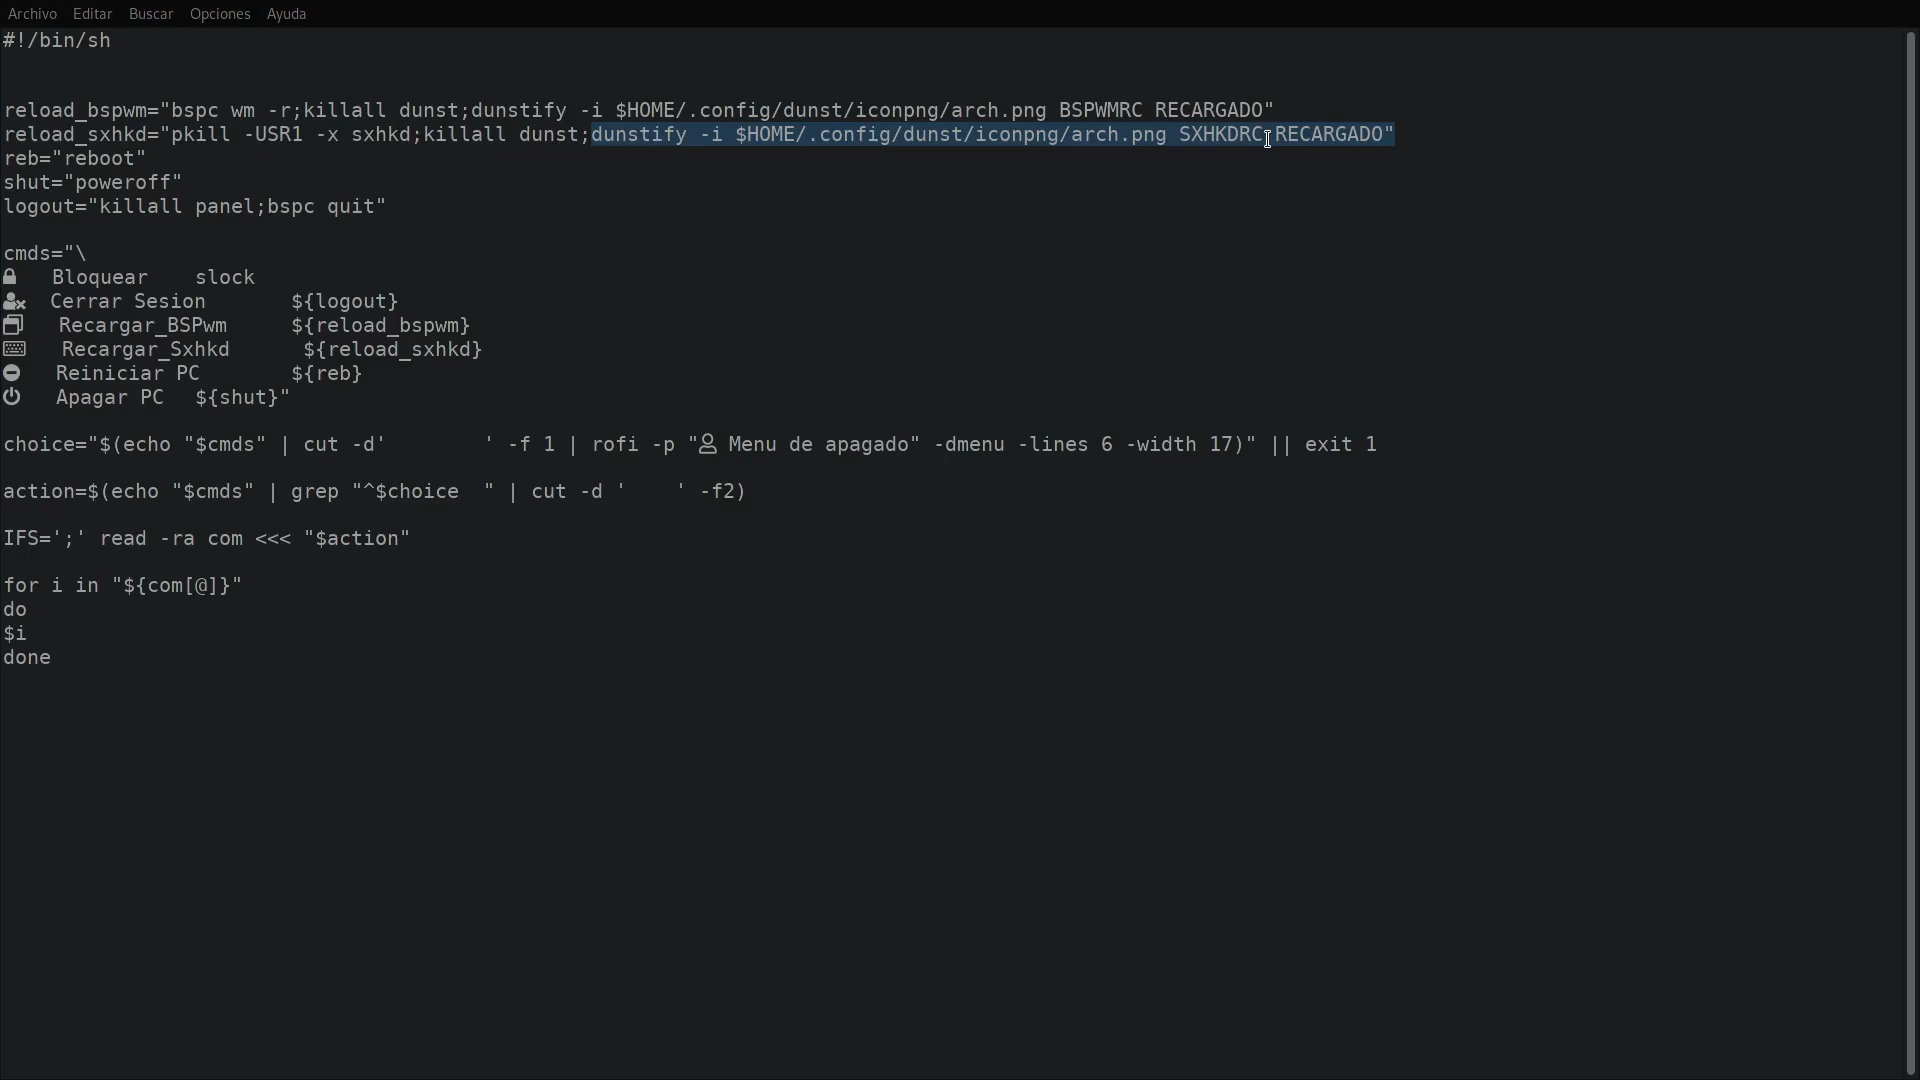 Archivo Editar Buscar Opciones Ayuda
#!/bin/sh
reload_bspwm="bspc wm -r;killall dunst;dunstify -i $HOME/.config/dunst/iconpng/arch.png BSPWMRC RECARGADO"
reload_sxhkd="pkill -USR1 -x sxhkd;killall dunst;dunstify -i $HOME/.config/dunst/iconpng/arch.png SXHKDRC RECARGADO"
reb="reboot"
shut="poweroff"
logout="killall panel;bspc quit"
cmds="\
Bloquear    slock
Cerrar Sesion       ${logout}
Recargar_BSPwm      ${reload_bspwm}
Recargar_Sxhkd      ${reload_sxhkd}
Reiniciar PC        ${reb}
Apagar PC   ${shut}"
choice="$(echo "$cmds" | cut -d'        ' -f 1 | rofi -p " Menu de apagado" -dmenu -lines 6 -width 17)" || exit 1
action=$(echo "$cmds" | grep "^$choice  " | cut -d '    ' -f2)
IFS=';' read -ra com <<< "$action"
for i in "${com[@]}"
do
$i
done